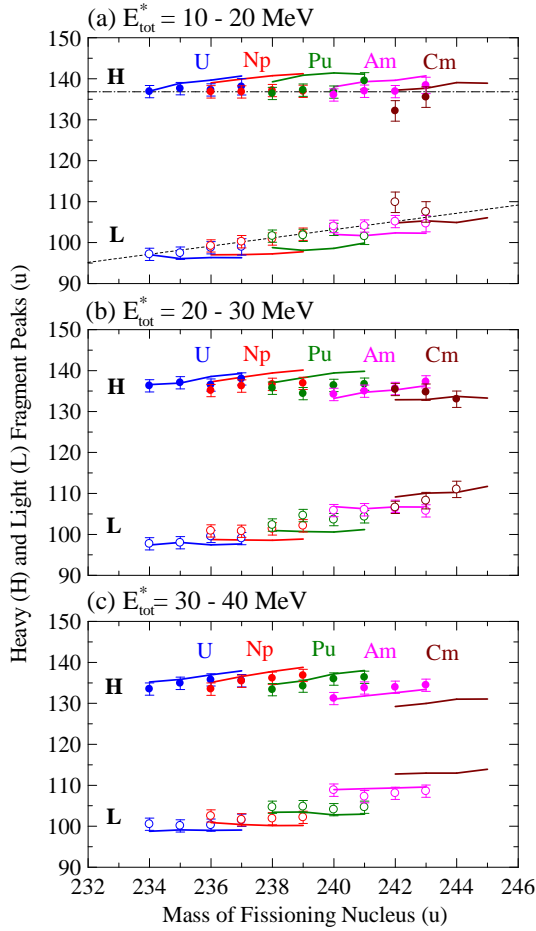 (a) E*tot = 10 - 20 MeV
150
140
130
120
110
100
90
H
L
U
Np
Pu
Am
Cm
(b) E*tot = 20 - 30 MeV
150
140
130
120
110
100
90
H
L
U
Np
Pu
Am
Cm
(c) E*tot = 30 - 40 MeV
150
140
130
120
110
100
90
H
L
U
Np
Pu
Am
Cm
232 234 236 238 240 242 244 246
Mass of Fissioning Nucleus (u)
Heavy (H) and Light (L) Fragment Peaks (u)